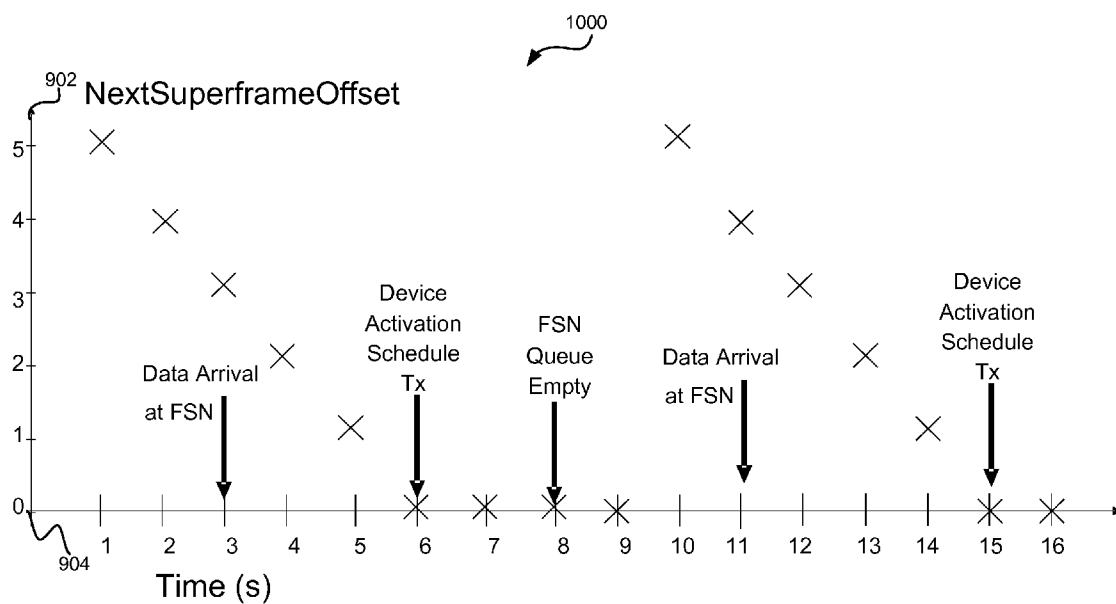 1000
902
NextSuperframeOffset
5
4
3
2
1
0
Data Arrival
at FSN
Device
Activation
Schedule
Tx
FSN
Queue
Empty
Data Arrival
at FSN
Device
Activation
Schedule
Tx
1 2 3 4 5 6 7 8 9 10 11 12 13 14 15 16
904
Time (s)